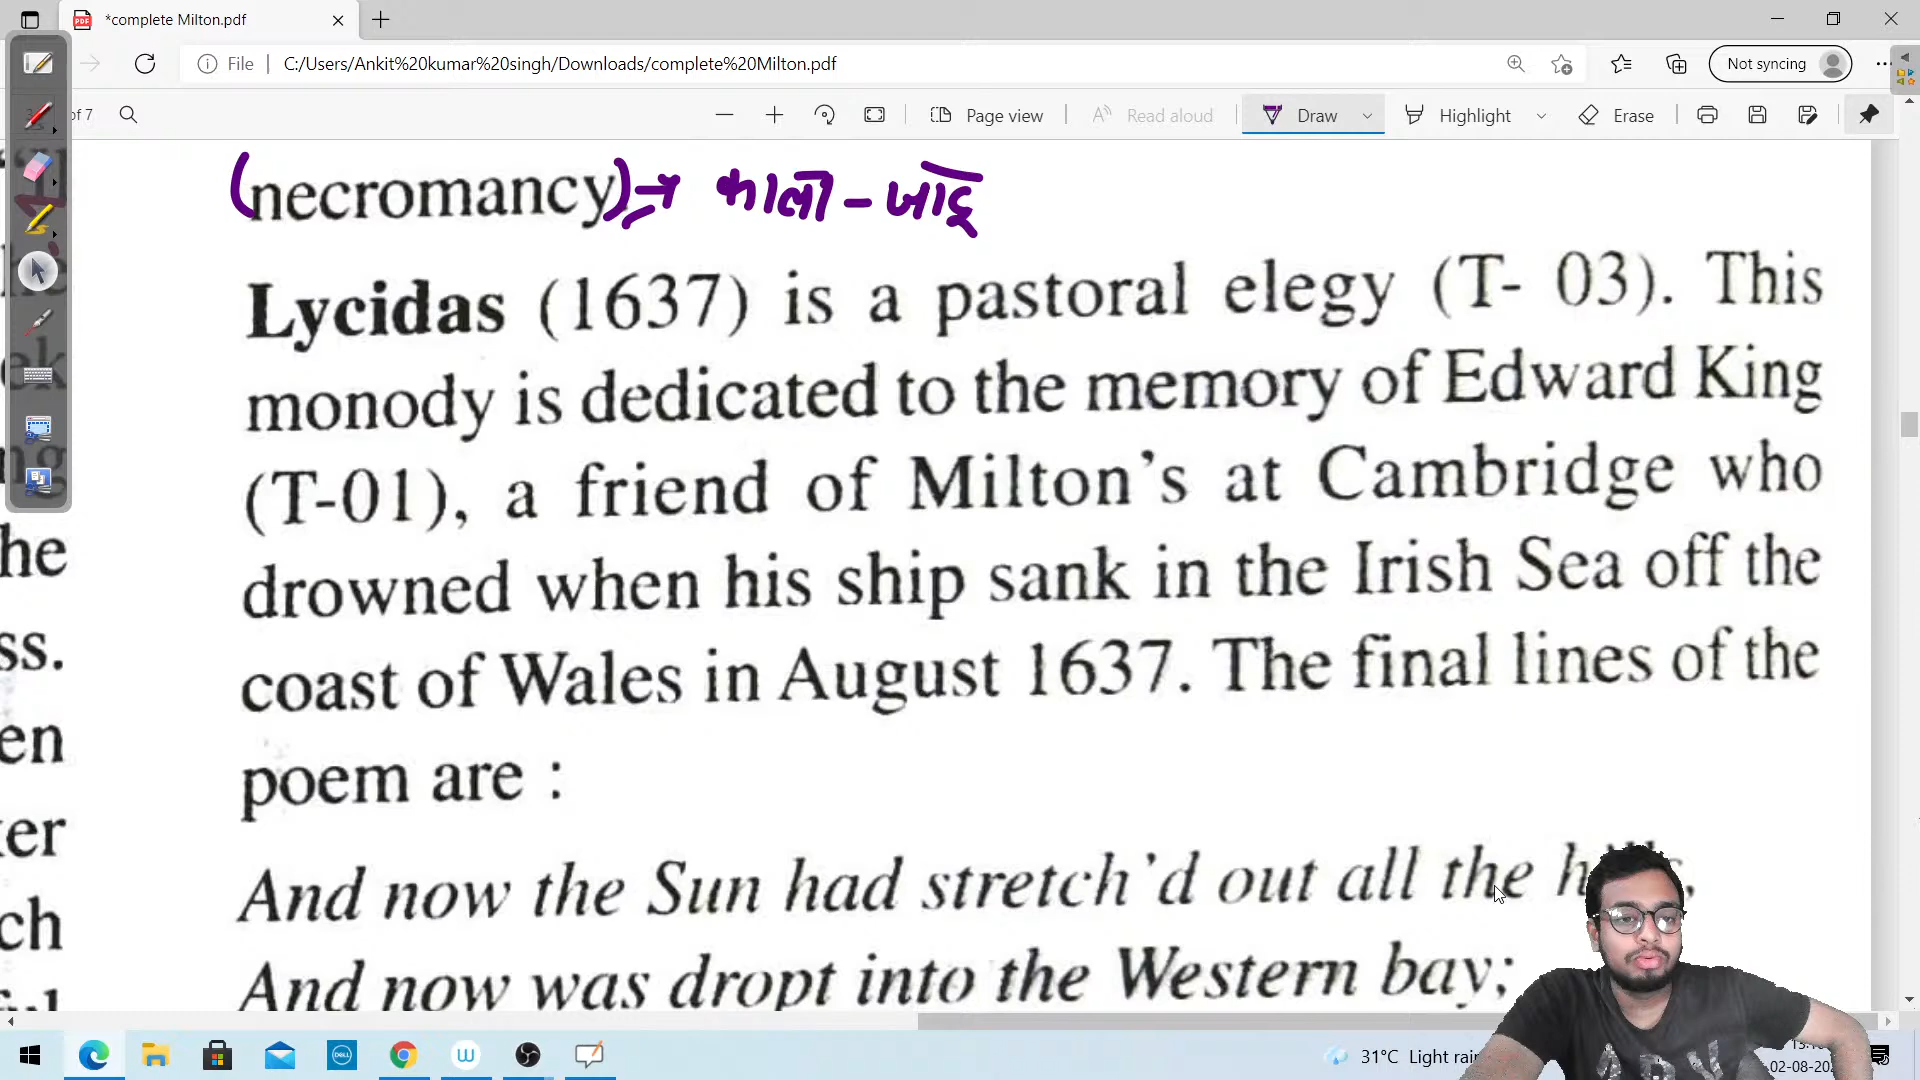 *complete Milton.pdf
File C:/Users/Ankit%20kumar%20singh/Downloads/complete%20Milton.pdf
Not syncing
of 7
Page view
Read aloud
Draw
Highlight
Erase
(necromancy) → काली - जादू
Lycidas (1637) is a pastoral elegy (T- 03). This
monody is dedicated to the memory of Edward King
(T-01), a friend of Milton's at Cambridge who
drowned when his ship sank in the Irish Sea off the
coast of Wales in August 1637. The final lines of the
poem are :
And now the Sun had stretch'd out all the
And now was dropt into the Western bay;
he
ss.
en
ch
31°C Light